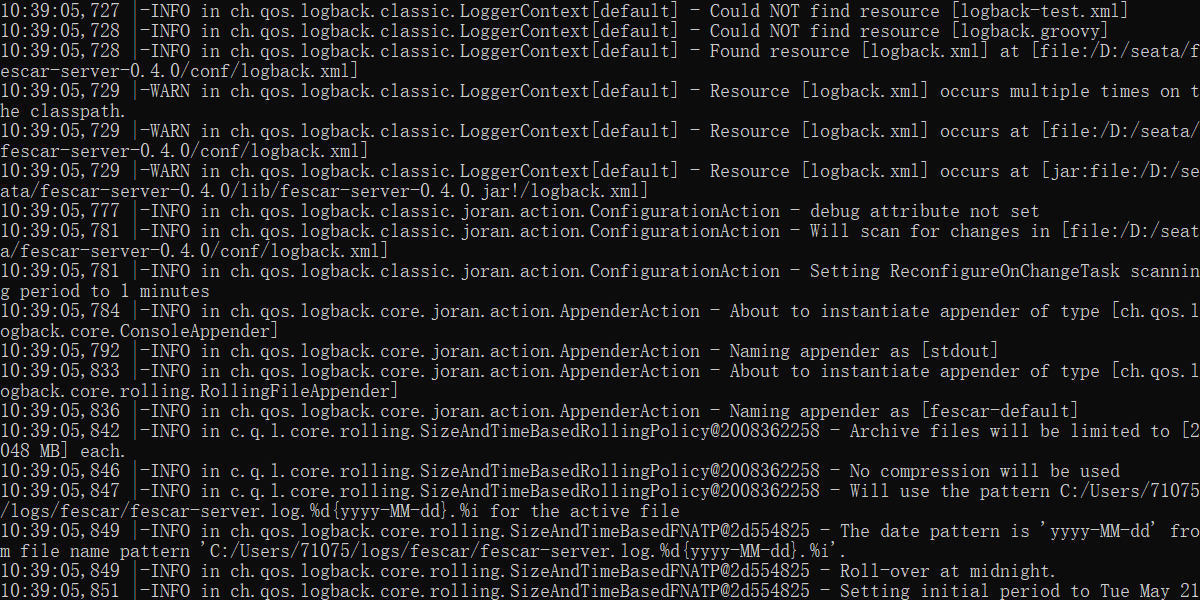 10:39:05,727 |-INFO in ch.qos.logback.classic.LoggerContext[default] - Could NOT find resource [logback-test.xml]
10:39:05,728 |-INFO in ch.qos.logback.classic.LoggerContext[default] - Could NOT find resource [logback.groovy]
10:39:05,728 |-INFO in ch.qos.logback.classic.LoggerContext[default] - Found resource [logback.xml] at [file:/D:/seata/f
escar-server-0.4.0/conf/logback.xml]
10:39:05,729 |-WARN in ch.qos.logback.classic.LoggerContext[default] - Resource [logback.xml] occurs multiple times on t
he classpath.
10:39:05,729 |-WARN in ch.qos.logback.classic.LoggerContext[default] - Resource [logback.xml] occurs at [file:/D:/seata/
fescar-server-0.4.0/conf/logback.xml]
10:39:05,729 |-WARN in ch.qos.logback.classic.LoggerContext[default] - Resource [logback.xml] occurs at [jar:file:/D:/se
ata/fescar-server-0.4.0/lib/fescar-server-0.4.0.jar!/logback.xml]
10:39:05,777 |-INFO in ch.qos.logback.classic.joran.action.ConfigurationAction - debug attribute not set
10:39:05,781 |-INFO in ch.qos.logback.classic.joran.action.ConfigurationAction - Will scan for changes in [file:/D:/seat
a/fescar-server-0.4.0/conf/logback.xml]
10:39:05,781 |-INFO in ch.qos.logback.classic.joran.action.ConfigurationAction - Setting ReconfigureOnChangeTask scannin
g period to 1 minutes
10:39:05,784 |-INFO in ch.qos.logback.core.joran.action.AppenderAction - About to instantiate appender of type [ch.qos.l
ogback.core.ConsoleAppender]
10:39:05,792 |-INFO in ch.qos.logback.core.joran.action.AppenderAction - Naming appender as [stdout]
10:39:05,833 |-INFO in ch.qos.logback.core.joran.action.AppenderAction - About to instantiate appender of type [ch.qos.l
ogback.core.rolling.RollingFileAppender]
10:39:05,836 |-INFO in ch.qos.logback.core.joran.action.AppenderAction - Naming appender as [fescar-default]
10:39:05,842 |-INFO in c.q.l.core.rolling.SizeAndTimeBasedRollingPolicy@2008362258 - Archive files will be limited to [2
048 MB] each.
10:39:05,846 |-INFO in c.q.l.core.rolling.SizeAndTimeBasedRollingPolicy@2008362258 - No compression will be used
10:39:05,847 |-INFO in c.q.l.core.rolling.SizeAndTimeBasedRollingPolicy@2008362258 - Will use the pattern C:/Users/71075
/logs/fescar/fescar-server.log.%d{yyyy-MM-dd}.%i for the active file
10:39:05,849 |-INFO in ch.qos.logback.core.rolling.SizeAndTimeBasedFNATP@2d554825 - The date pattern is 'yyyy-MM-dd' fro
m file name pattern 'C:/Users/71075/logs/fescar/fescar-server.log.%d{yyyy-MM-dd}.%i'.
10:39:05,849 |-INFO in ch.qos.logback.core.rolling.SizeAndTimeBasedFNATP@2d554825 - Roll-over at midnight.
10:39:05,851 |-INFO in ch.qos.logback.core.rolling.SizeAndTimeBasedFNATP@2d554825 - Setting initial period to Tue May 21